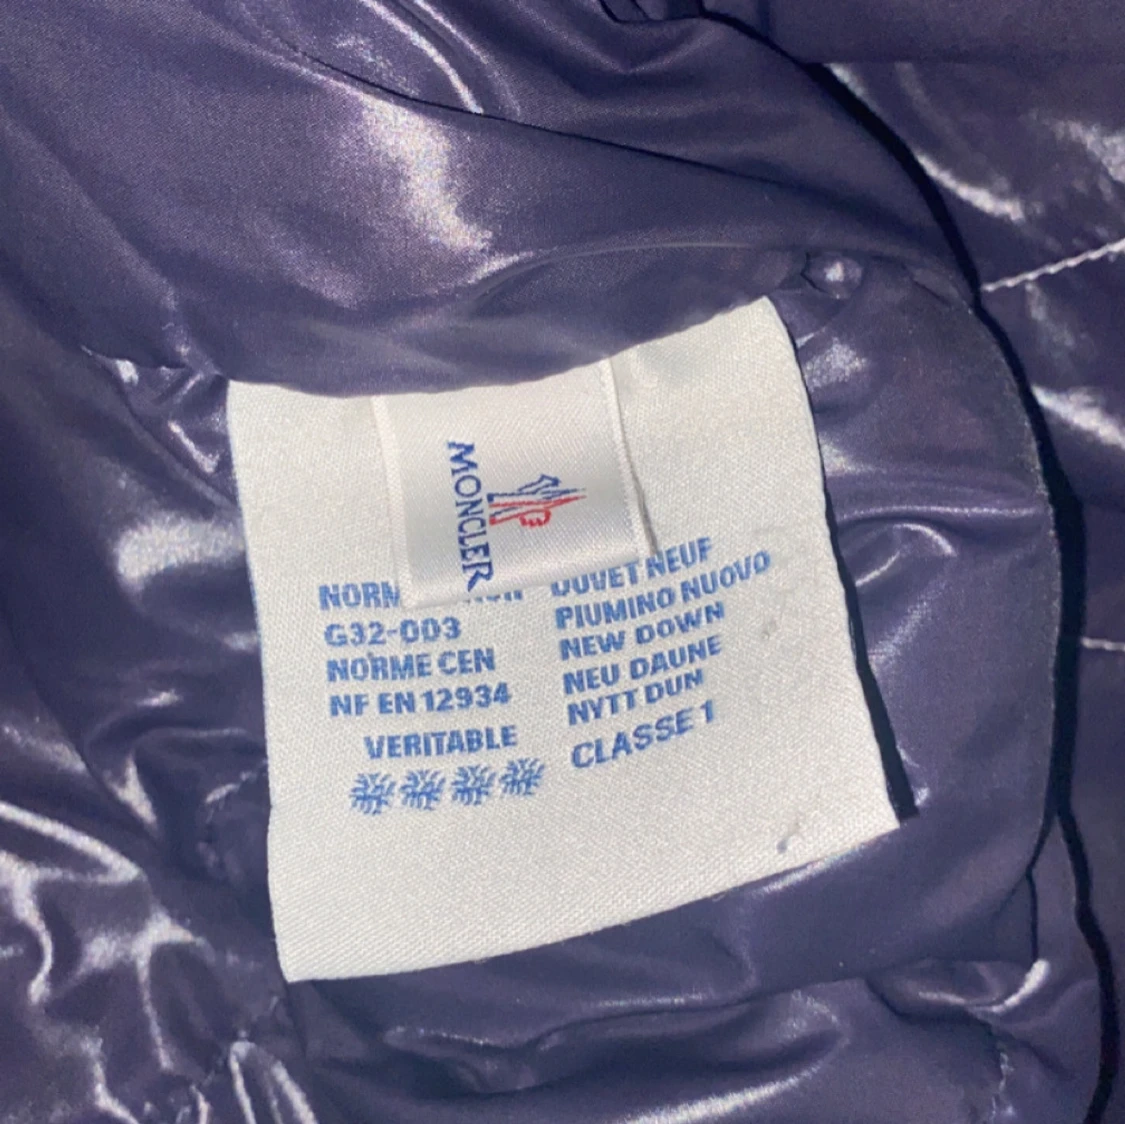 MONCLER
G32-003
NORME CEN
NF EN 12934
VERITABLE
DUVET NEUF
PIUMINO NUOVO
NEW DOWN
NEU DAUNE
NYTT DUN
CLASSE 1